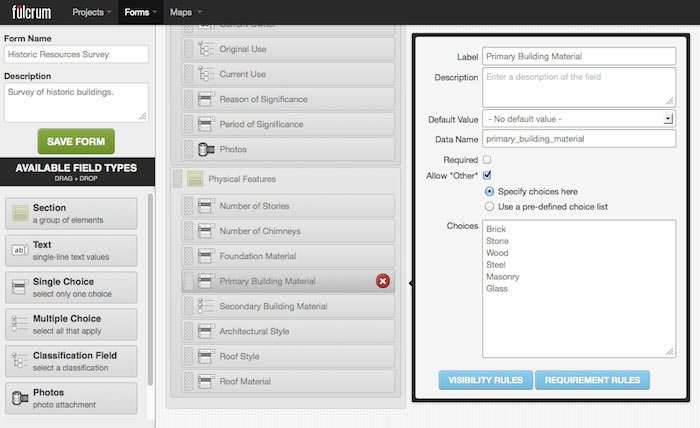 fulcrum
Projects
Forms
Maps
Form Name
Historic Resources Survey
Description
Survey of historic buildings.
SAVE FORM
AVAILABLE FIELD TYPES
DRAG + DROP
Section
a group of elements
ab
Text
single-line text values
Single Choice
select only one choice
Multiple Choice
select all that apply
Classification Field
select a classification
Photos
photo attachment
Current Owner
Original Use
Current Use
Reason of Significance
Period of Significance
Photos
Physical Features
Number of Stories
Number of Chimneys
Foundation Material
Primary Building Material
Secondary Building Material
Architectural Style
Roof Style
Roof Material
Label
Primary Building Material
Description
Enter a description of the field
Default Value
- No default value -
Data Name
primary_building_material
Required
Allow "Other"
Specify choices here
Use a pre-defined choice list
Choices
Brick
Stone
Wood
Steel
Masonry
Glass
VISIBILITY RULES
REQUIREMENT RULES